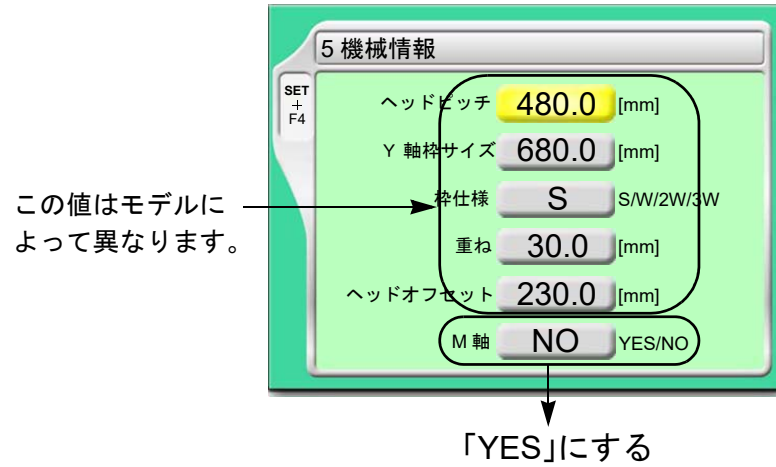 5 機械情報
SET
+
F4
ヘッドピッチ 480.0 [mm]
Y 軸枠サイズ 680.0 [mm]
枠仕様 S S/W/2W/3W
重ね 30.0 [mm]
ヘッドオフセット 230.0 [mm]
M 軸 NO YES/NO
この値はモデルに
よって異なります。
「YES」にする